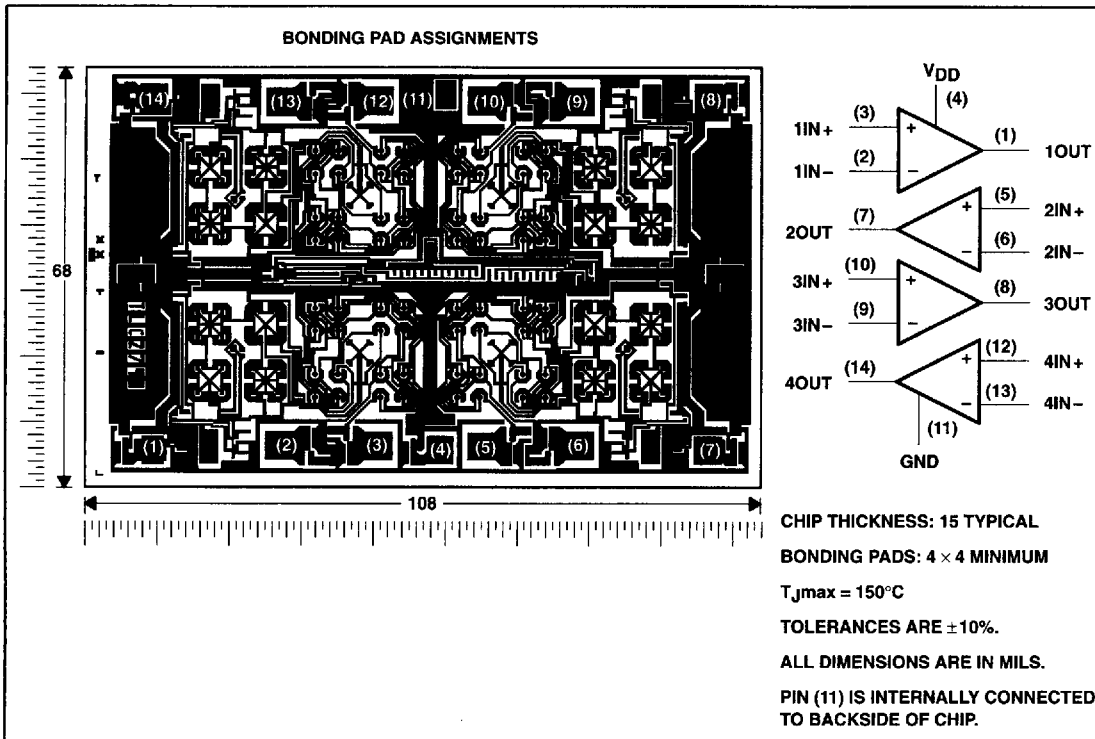 BONDING PAD ASSIGNMENTS
(14) (13) (12) (11) (10) (9) (8)
68
(1) (2) (3) (4) (5) (6) (7)
108
VDD
(4)
1IN+ (3) +
(1) 1OUT
1IN− (2) −
+ (5) 2IN+
2OUT (7)
− (6) 2IN−
3IN+ (10) +
(8) 3OUT
3IN− (9) −
+ (12) 4IN+
4OUT (14)
− (13) 4IN−
(11)
GND
CHIP THICKNESS: 15 TYPICAL
BONDING PADS: 4 × 4 MINIMUM
TJmax = 150°C
TOLERANCES ARE ±10%.
ALL DIMENSIONS ARE IN MILS.
PIN (11) IS INTERNALLY CONNECTED
TO BACKSIDE OF CHIP.